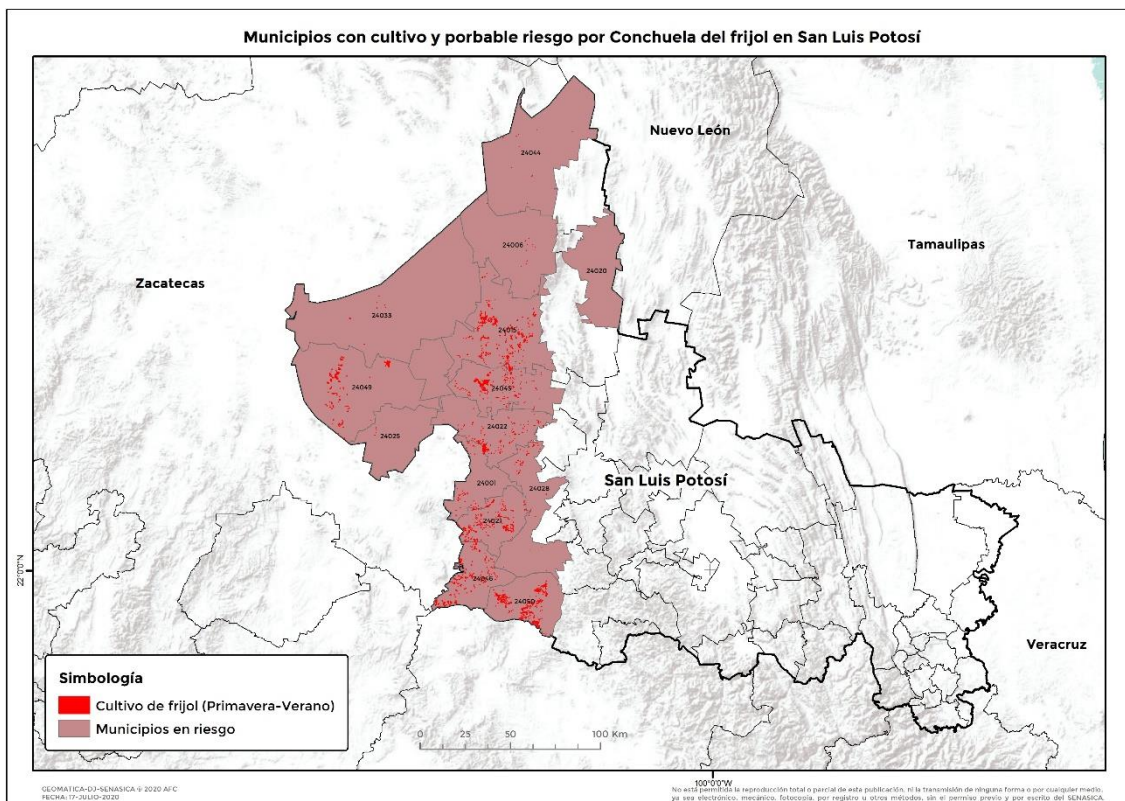 Municipios con cultivo y porbable riesgo por Conchuela del frijol en San Luis Potosí
Nuevo León
24044
Tamaulipas
24006
24020
Zacatecas
24033
24015
24049
24045
24025
24022
24001
24028
San Luis Potosí
24021
22°0'0"N
24046
24050
Veracruz
Simbología
Cultivo de frijol (Primavera-Verano)
Municipios en riesgo
0 25 50 100 Km
100°0'0"W
GEOMATICA-DJ-SENASICA © 2020 AFC
FECHA: 17-JULIO-2020
No está permitida la reproducción total o parcial de esta publicación, ni la transmisión de ninguna forma o por cualquier medio,
ya sea electrónico, mecánico, fotocopia, por registro u otros métodos, sin el permiso previo y por escrito del SENASICA.